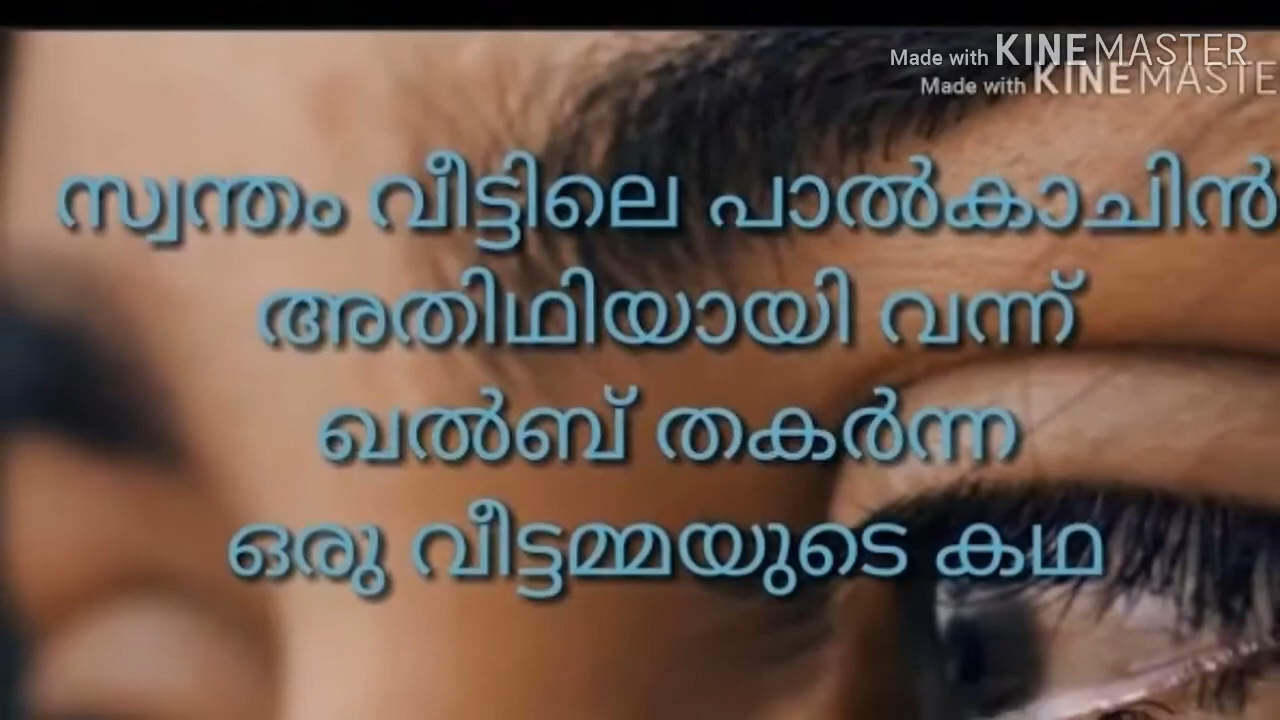 Made with KINEMASTER
Made with KINEMASTE
സ്വന്തം വീട്ടിലെ പാൽകാചിൻ
അതിഥിയായി വന്ന്
ഖൽബ് തകർന്ന
ഒരു വീട്ടമ്മയുടെ കഥ